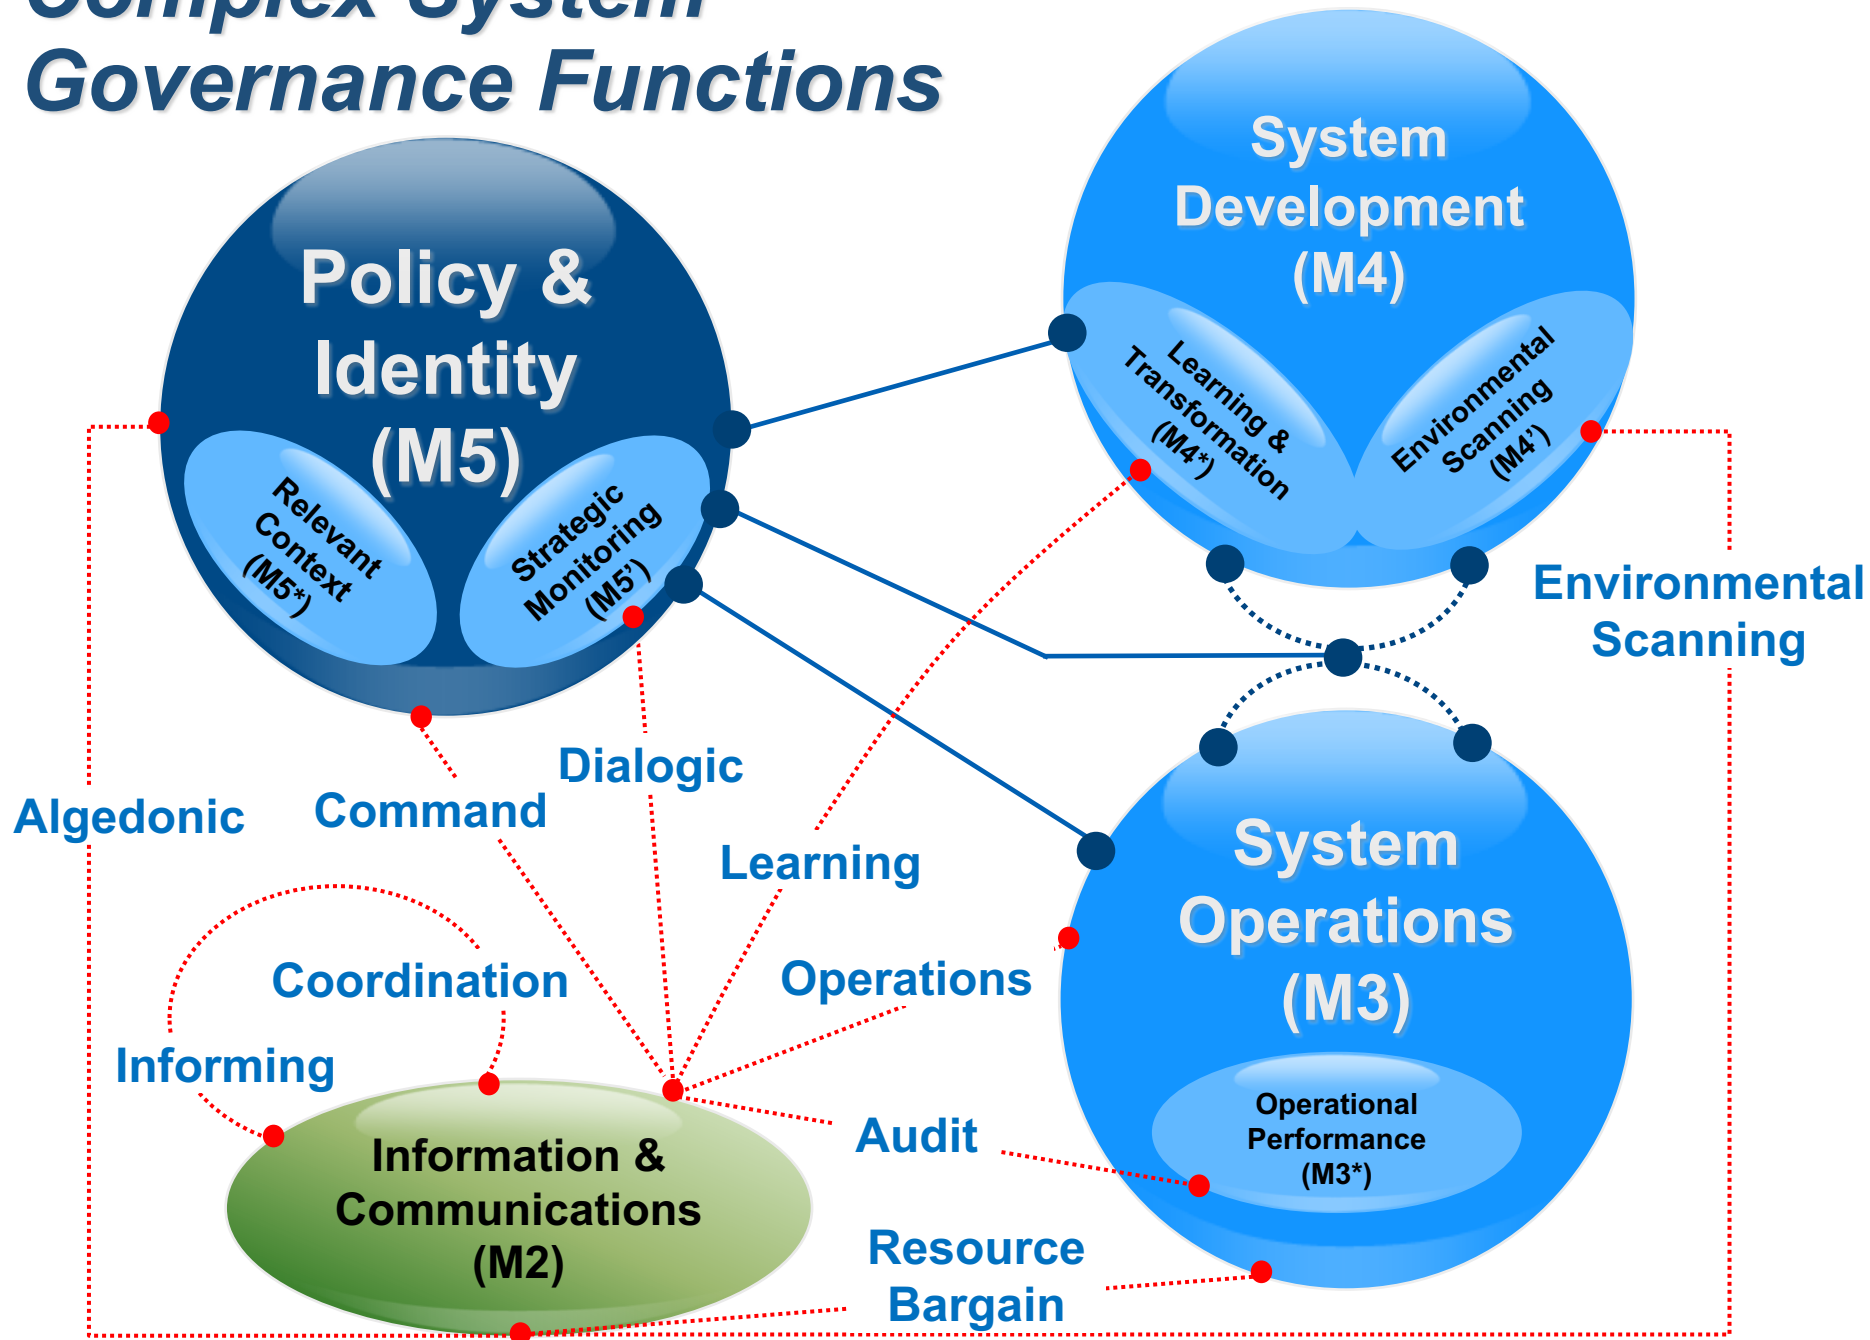 Complex System
Governance Functions
Policy &
Identity
(M5)
Relevant
Context
(M5*)
Strategic
Monitoring
(M5’)
System
Development
(M4)
Learning &
Transformation
(M4*)
Environmental
Scanning
(M4’)
Environmental
Scanning
Algedonic
Command
Dialogic
Learning
Coordination
Operations
Informing
Audit
Resource
Bargain
System
Operations
(M3)
Operational
Performance
(M3*)
Information &
Communications
(M2)